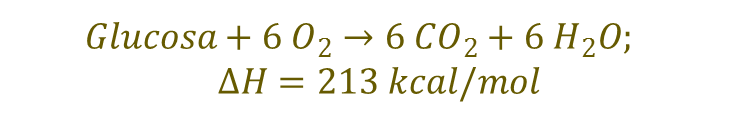 Glucosa + 6 O₂ → 6 CO₂ + 6 H₂O;
ΔH = 213 kcal/mol